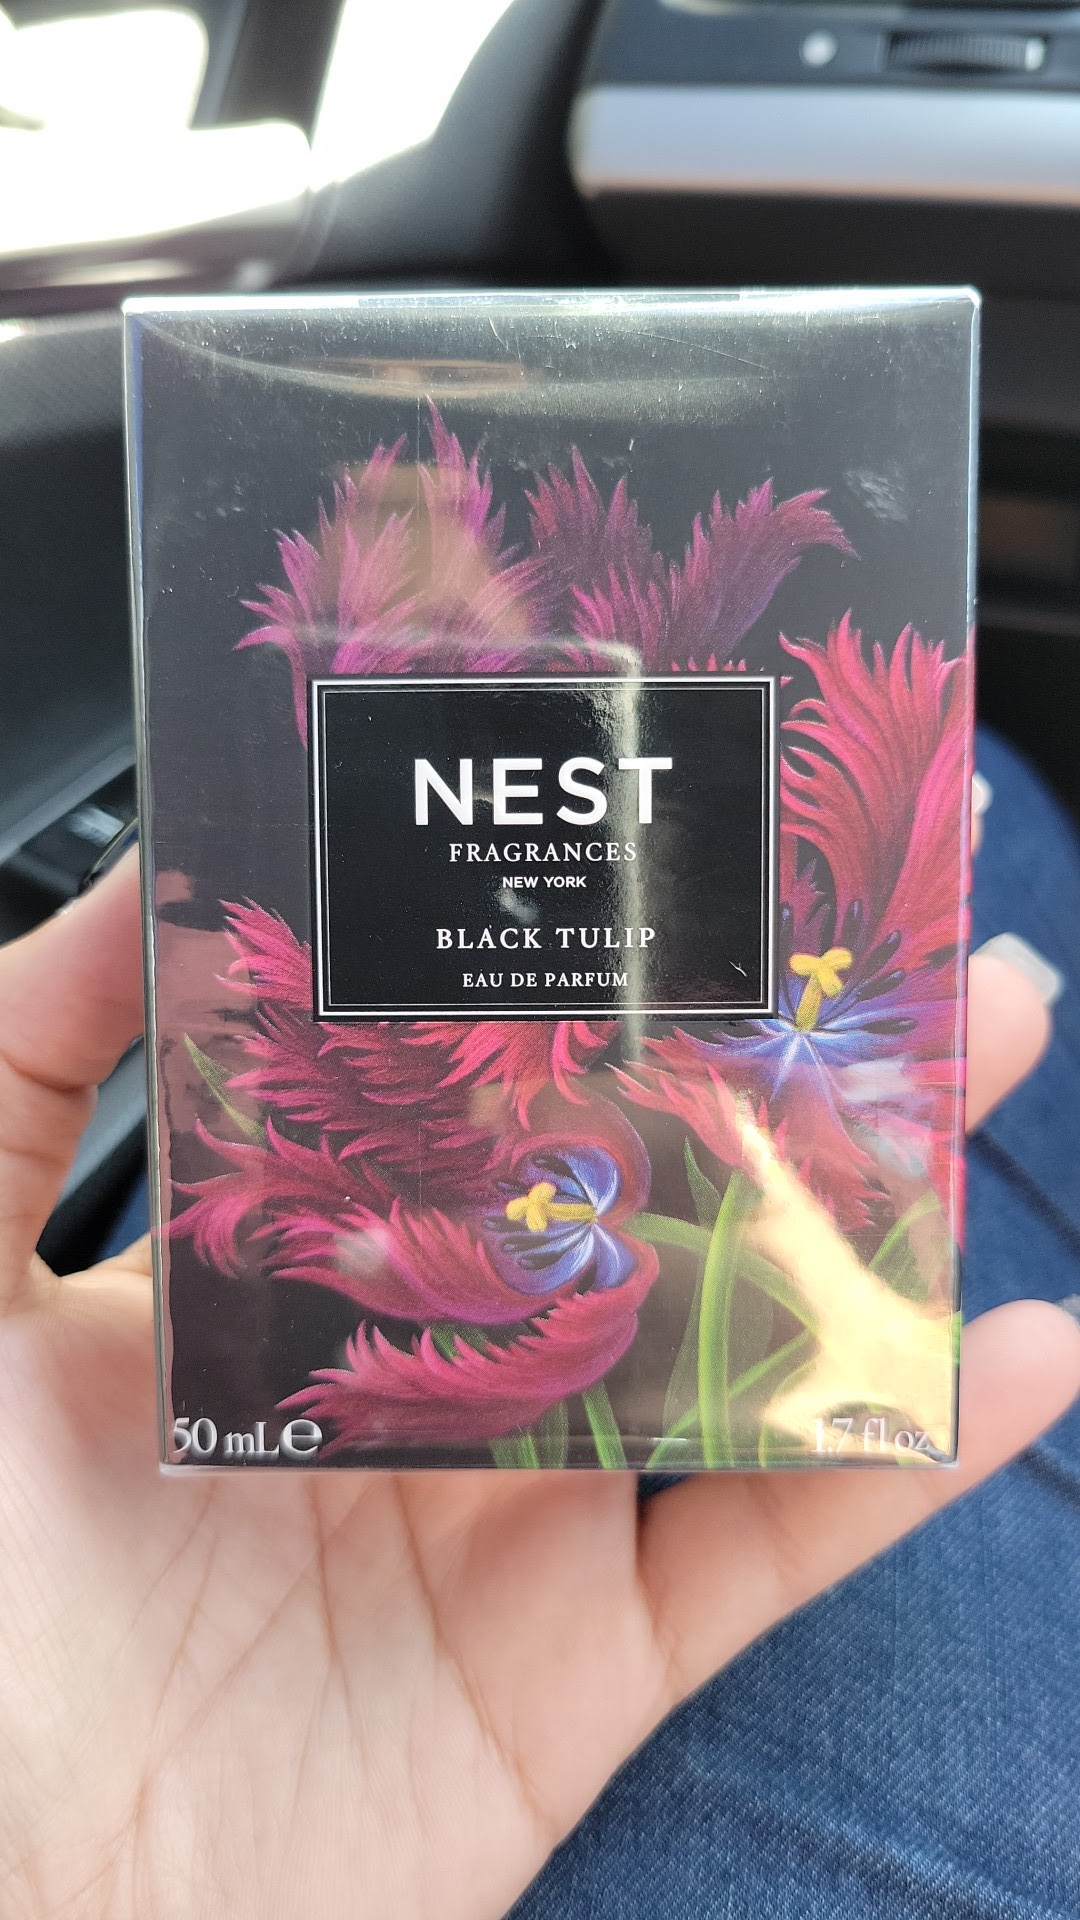 NEST
FRAGRANCES
NEW YORK
BLACK TULIP
EAU DE PARFUM
50 mL ℮
1.7 fl oz